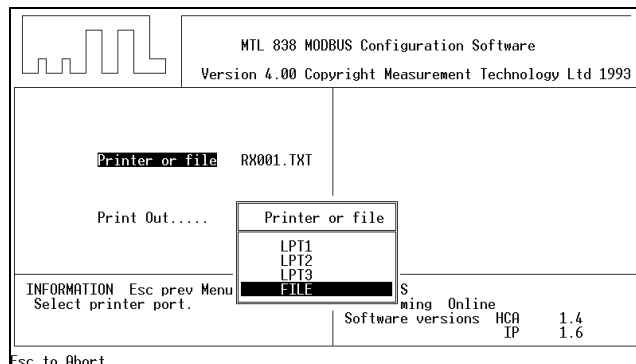 MTL 838 MODBUS Configuration Software
Version 4.00 Copyright Measurement Technology Ltd 1993
Printer or file RX001.TXT
Print Out.....
Printer or file
LPT1
LPT2
LPT3
FILE
INFORMATION Esc prev Menu
Select printer port.
S
ming Online
Software versions HCA 1.4
IP 1.6
Esc to Abort